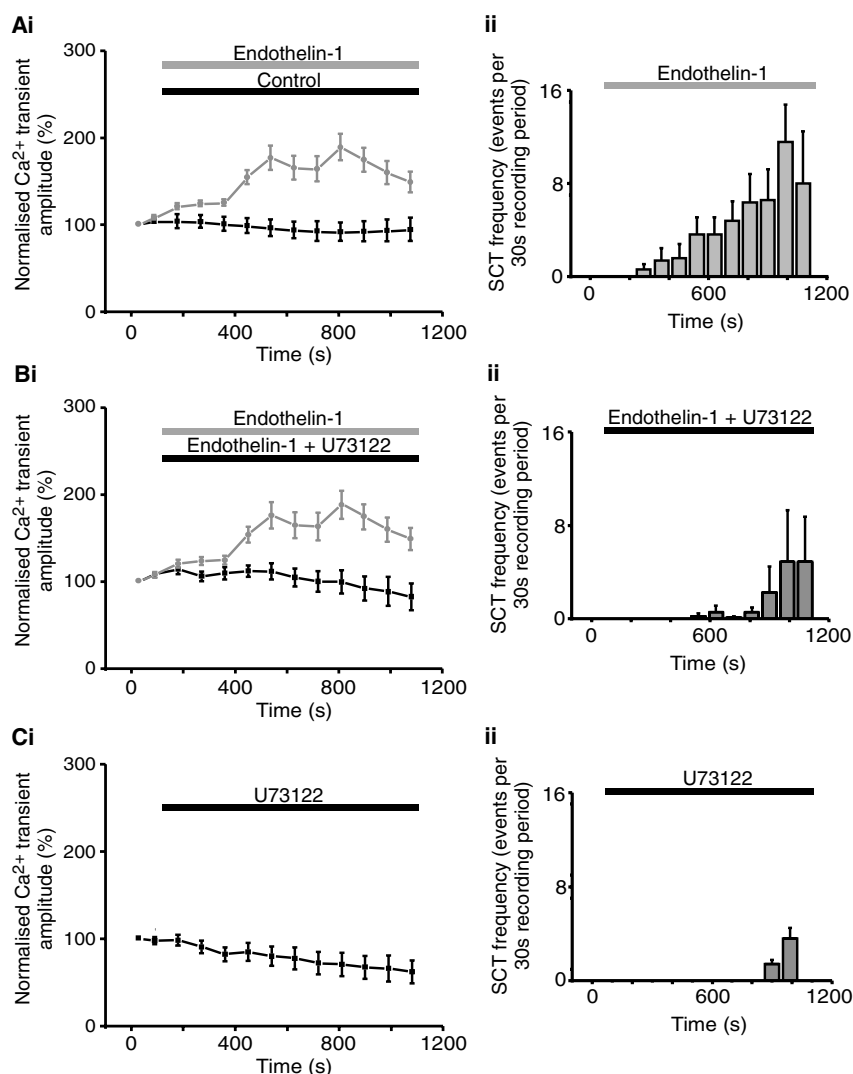 Ai
300
200
100
0
Normalised Ca²⁺ transient
amplitude (%)
Endothelin-1
Control
0 400 800 1200
Time (s)
ii
16
8
0
SCT frequency (events per
30s recording period)
Endothelin-1
0 600 1200
Time (s)
Bi
300
200
100
0
Normalised Ca²⁺ transient
amplitude (%)
Endothelin-1
Endothelin-1 + U73122
0 400 800 1200
Time (s)
ii
16
8
0
SCT frequency (events per
30s recording period)
Endothelin-1 + U73122
0 600 1200
Time (s)
Ci
300
200
100
0
Normalised Ca²⁺ transient
amplitude (%)
U73122
0 400 800 1200
Time (s)
ii
16
8
0
SCT frequency (events per
30s recording period)
U73122
0 600 1200
Time (s)